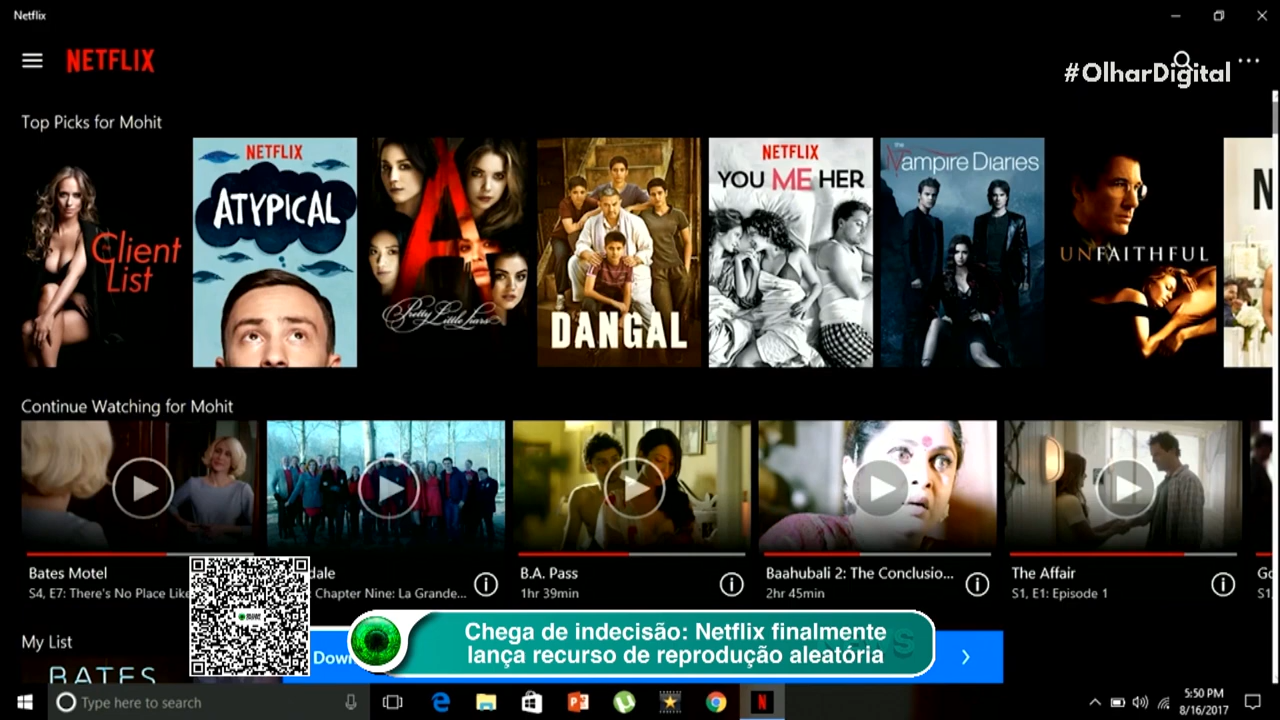 Netflix
NETFLIX
#OlharDigital
Top Picks for Mohit
Client
List
NETFLIX
ATYPICAL
A
Pretty Little Liars
DANGAL
NETFLIX
YOU ME HER
the
Vampire Diaries
UNFAITHFUL
N
Continue Watching for Mohit
Bates Motel
S4, E7: There's No Place Like
dale
: Chapter Nine: La Grande...
B.A. Pass
1hr 39min
Baahubali 2: The Conclusio...
2hr 45min
The Affair
S1, E1: Episode 1
S1,
My List
BATES
Chega de indecisão: Netflix finalmente
lança recurso de reprodução aleatória
Type here to search
5:50 PM
8/16/2017